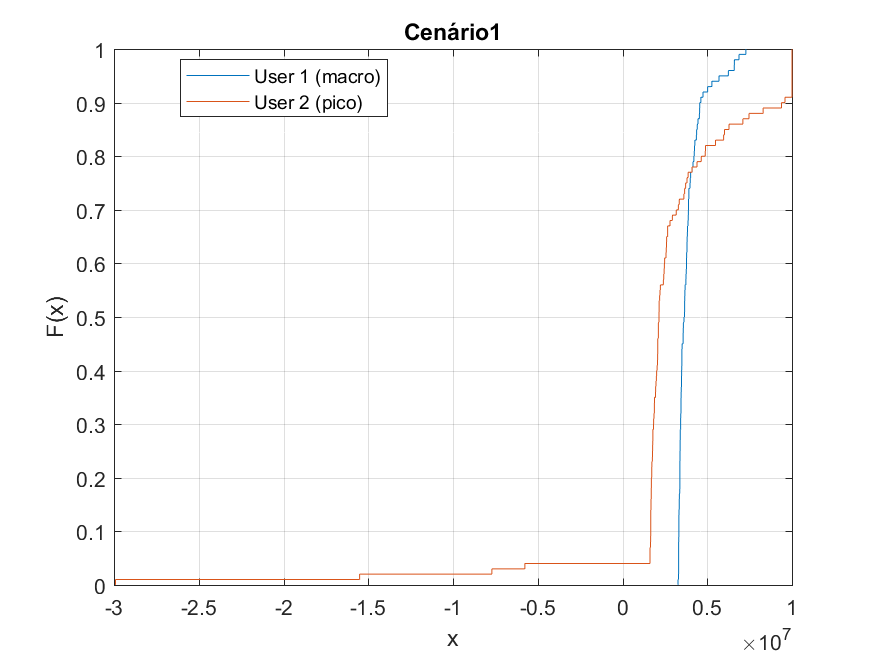 Cenário1
User 1 (macro)
User 2 (pico)
F(x)
1
0.9
0.8
0.7
0.6
0.5
0.4
0.3
0.2
0.1
0
-3 -2.5 -2 -1.5 -1 -0.5 0 0.5 1
x
×10⁷